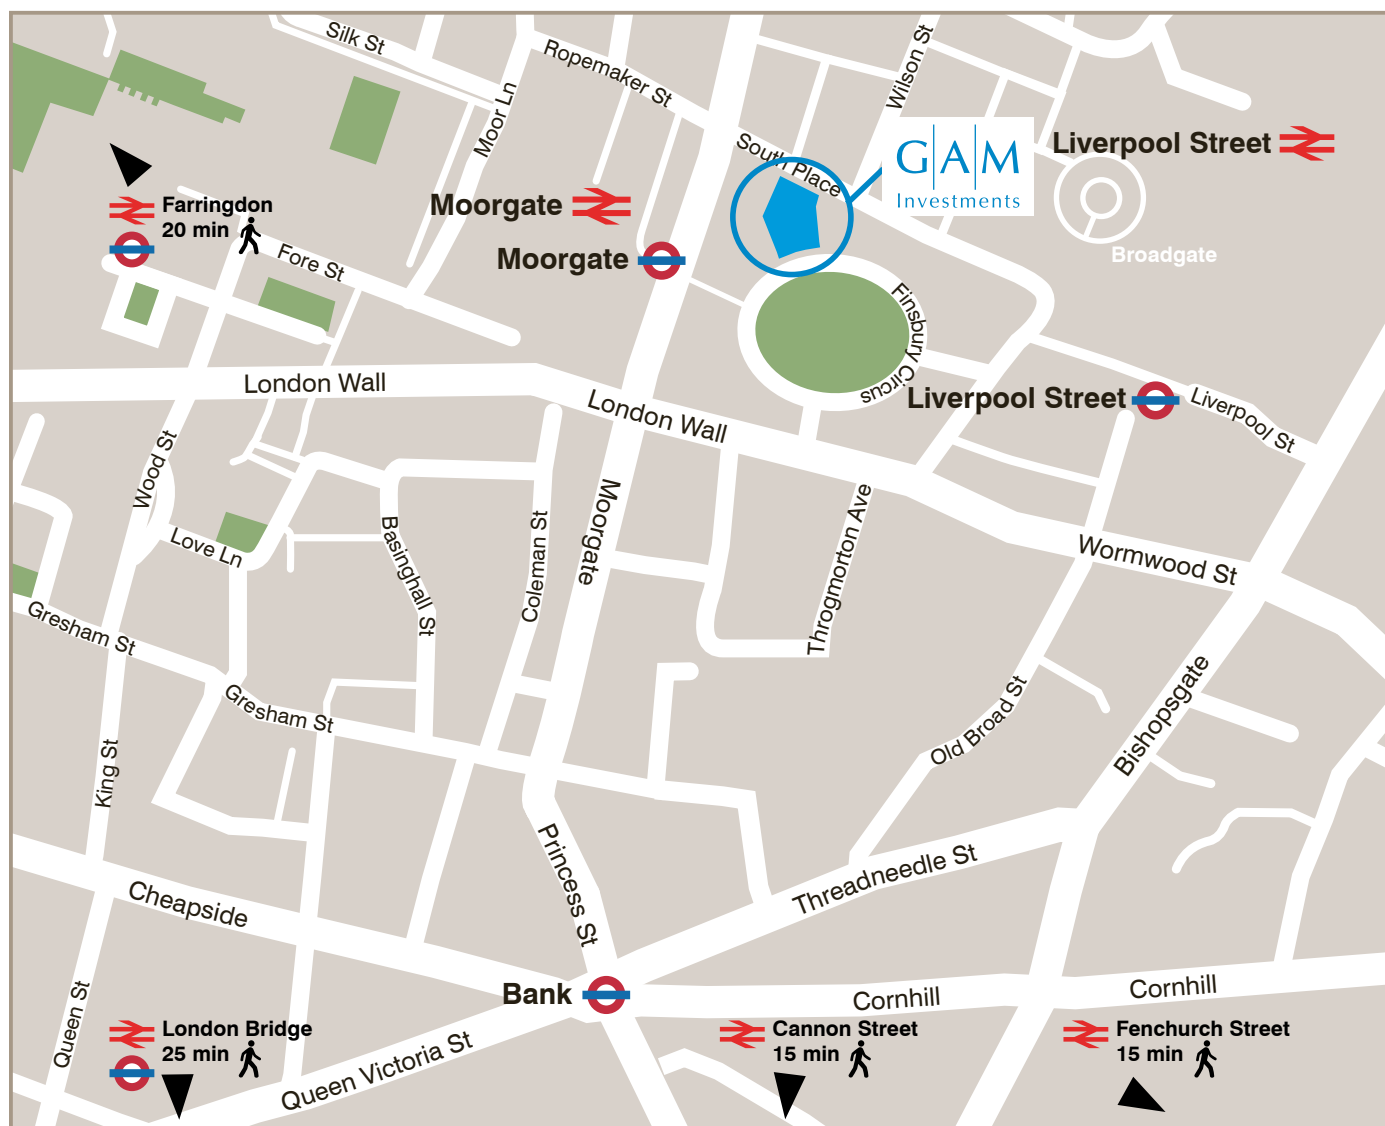 Silk St
Ropemaker St
Wilson St
Moor Ln
South Place
G|A|M
Investments
Liverpool Street
Farringdon
20 min
Moorgate
Moorgate
Broadgate
Fore St
Finsbury Circus
London Wall
London Wall
Liverpool Street
Liverpool St
Wood St
Moorgate
Throgmorton Ave
Love Ln
Basinghall St
Coleman St
Wormwood St
Gresham St
Gresham St
Old Broad St
Bishopsgate
King St
Princess St
Threadneedle St
Cheapside
Bank
Cornhill
Cornhill
Queen St
London Bridge
25 min
Queen Victoria St
Cannon Street
15 min
Fenchurch Street
15 min